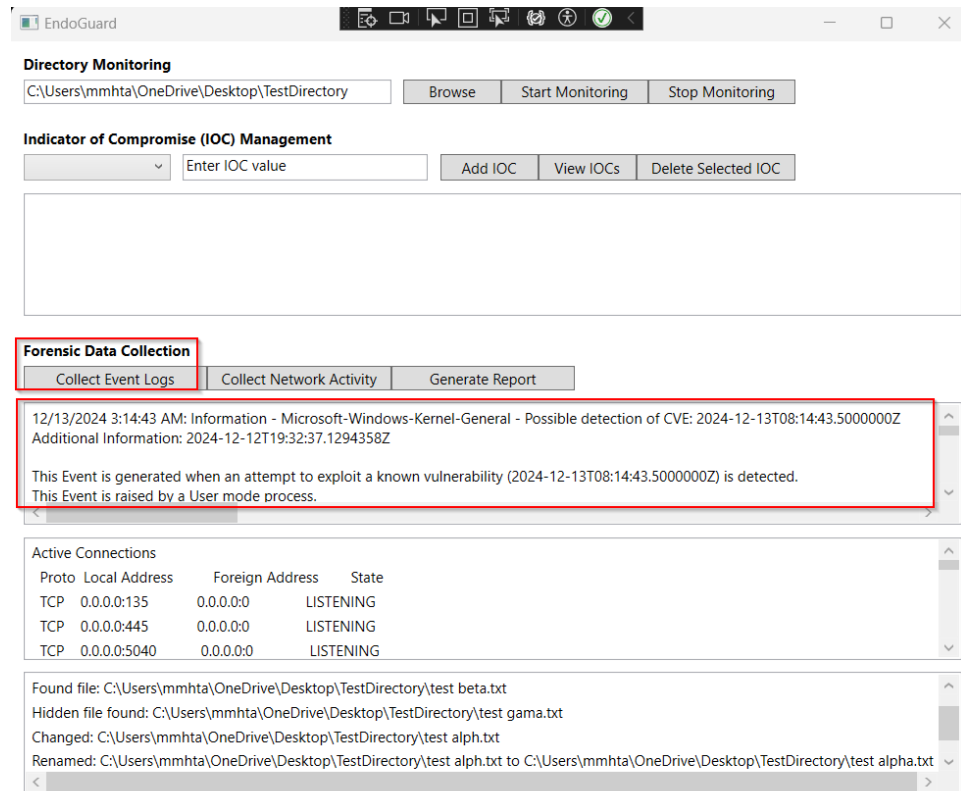 EndoGuard
Directory Monitoring
C:\Users\mmhta\OneDrive\Desktop\TestDirectory Browse Start Monitoring Stop Monitoring
Indicator of Compromise (IOC) Management
Enter IOC value Add IOC View IOCs Delete Selected IOC
Forensic Data Collection
Collect Event Logs Collect Network Activity Generate Report
12/13/2024 3:14:43 AM: Information - Microsoft-Windows-Kernel-General - Possible detection of CVE: 2024-12-13T08:14:43.5000000Z
Additional Information: 2024-12-12T19:32:37.1294358Z
This Event is generated when an attempt to exploit a known vulnerability (2024-12-13T08:14:43.5000000Z) is detected.
This Event is raised by a User mode process.
Active Connections
Proto Local Address Foreign Address State
TCP 0.0.0.0:135 0.0.0.0:0 LISTENING
TCP 0.0.0.0:445 0.0.0.0:0 LISTENING
TCP 0.0.0.0:5040 0.0.0.0:0 LISTENING
Found file: C:\Users\mmhta\OneDrive\Desktop\TestDirectory\test beta.txt
Hidden file found: C:\Users\mmhta\OneDrive\Desktop\TestDirectory\test gama.txt
Changed: C:\Users\mmhta\OneDrive\Desktop\TestDirectory\test alph.txt
Renamed: C:\Users\mmhta\OneDrive\Desktop\TestDirectory\test alph.txt to C:\Users\mmhta\OneDrive\Desktop\TestDirectory\test alpha.txt